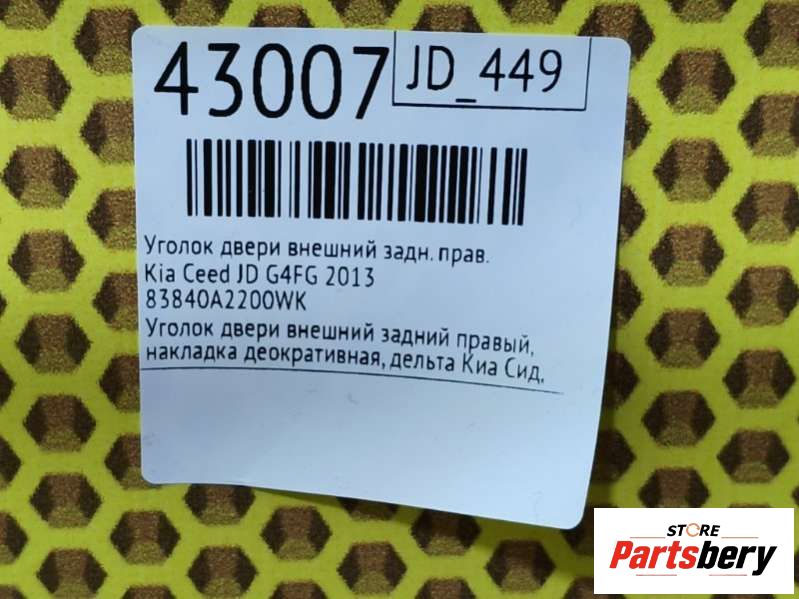 43007
JD_449
Уголок двери внешний задн. прав.
Kia Ceed JD G4FG 2013
83840A2200WK
Уголок двери внешний задний правый,
накладка деокративная, дельта Киа Сид,
STORE
Partsbery